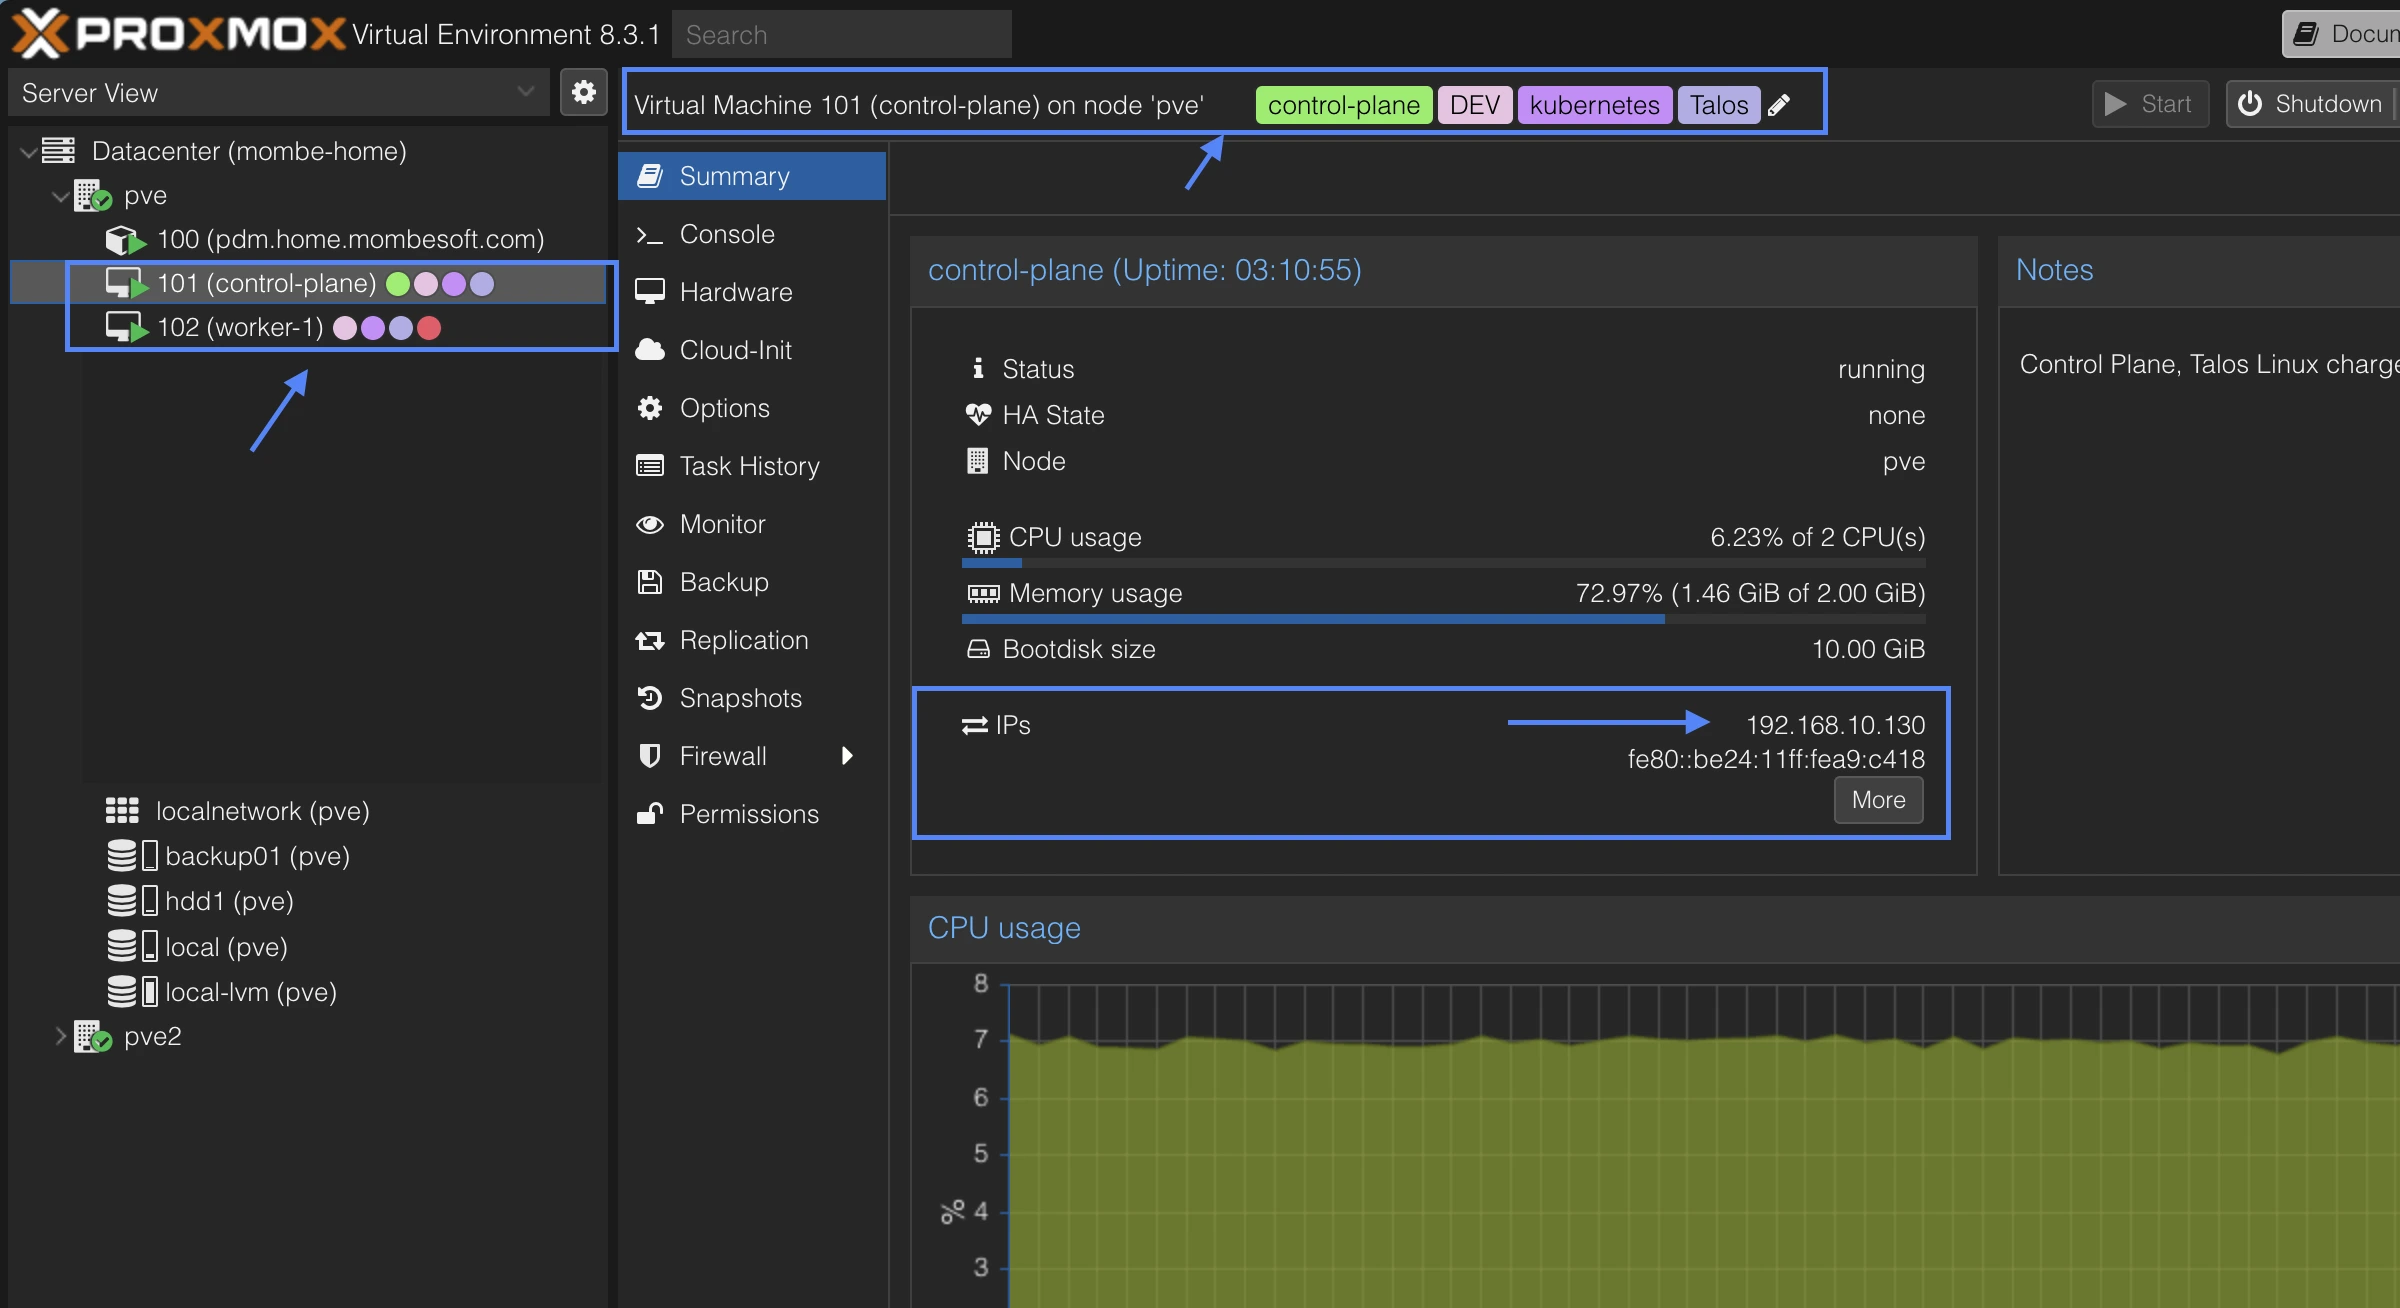 PROXMOX Virtual Environment 8.3.1 Search
Server View
Datacenter (mombe-home)
pve
100 (pdm.home.mombesoft.com)
101 (control-plane)
102 (worker-1)
localnetwork (pve)
backup01 (pve)
hdd1 (pve)
local (pve)
local-lvm (pve)
pve2
Virtual Machine 101 (control-plane) on node 'pve' control-plane DEV kubernetes Talos
Start Shutdown
Summary
Console
Hardware
Cloud-Init
Options
Task History
Monitor
Backup
Replication
Snapshots
Firewall
Permissions
control-plane (Uptime: 03:10:55)
Status running
HA State none
Node pve
CPU usage 6.23% of 2 CPU(s)
Memory usage 72.97% (1.46 GiB of 2.00 GiB)
Bootdisk size 10.00 GiB
IPs 192.168.10.130
fe80::be24:11ff:fea9:c418
More
Notes
Control Plane, Talos Linux
CPU usage
8
7
6
5
% 4
3